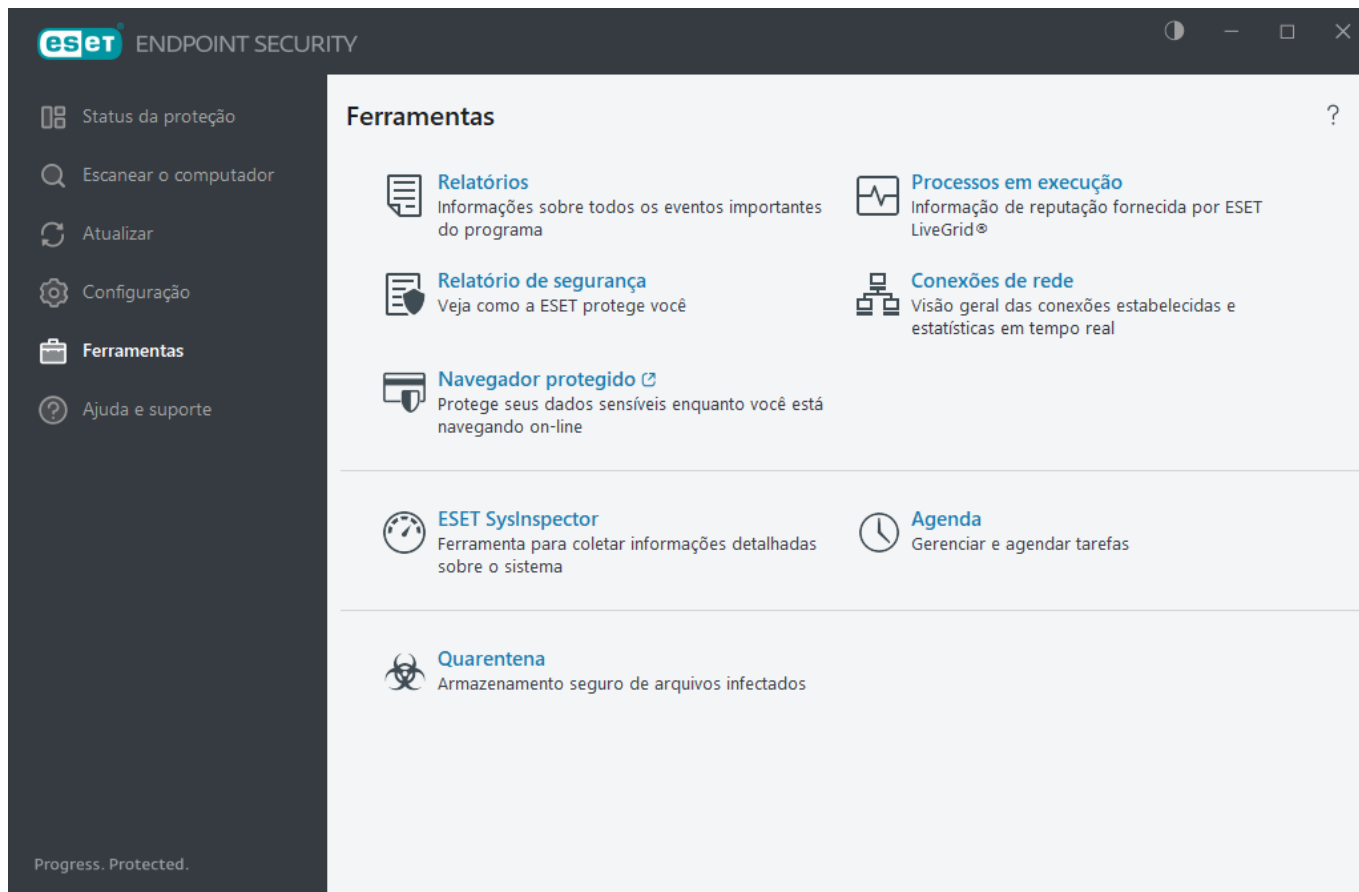 eset ENDPOINT SECURITY
Status da proteção
Escanear o computador
Atualizar
Configuração
Ferramentas
Ajuda e suporte
Progress. Protected.
Ferramentas
?
Relatórios
Informações sobre todos os eventos importantes
do programa
Processos em execução
Informação de reputação fornecida por ESET
LiveGrid®
Relatório de segurança
Veja como a ESET protege você
Conexões de rede
Visão geral das conexões estabelecidas e
estatísticas em tempo real
Navegador protegido
Protege seus dados sensíveis enquanto você está
navegando on-line
ESET SysInspector
Ferramenta para coletar informações detalhadas
sobre o sistema
Agenda
Gerenciar e agendar tarefas
Quarentena
Armazenamento seguro de arquivos infectados